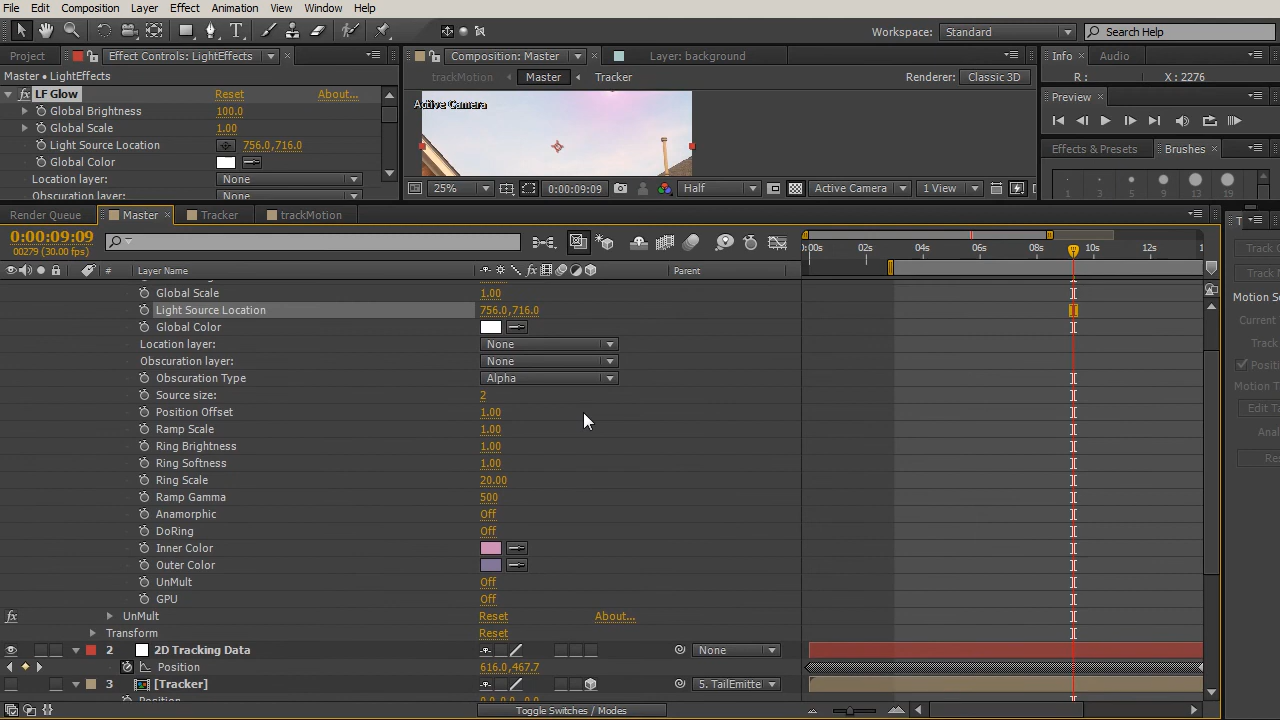 File Edit Composition Layer Effect Animation View Window Help
Workspace: Standard Search Help
Project Effect Controls: LightEffects Composition: Master Layer: background Info Audio
Master • LightEffects trackMotion Master Tracker Renderer: Classic 3D R : X : 2276
fx LF Glow Reset About... Active Camera Preview
Global Brightness 100.0
Global Scale 1.00
Light Source Location 756.0,716.0 Effects & Presets Brushes
Global Color
Location layer: None 25% 0:00:09:09 Half Active Camera 1 View 1 3 5 9 13 19
Obscuration layer: None
Render Queue Master Tracker trackMotion
0:00:09:09
00279 (30.00 fps)
:00s 02s 04s 06s 08s 10s 12s
# Layer Name fx Parent
Global Scale 1.00
Light Source Location 756.0,716.0
Global Color
Location layer: None
Obscuration layer: None
Obscuration Type Alpha
Source size: 2
Position Offset 1.00
Ramp Scale 1.00
Ring Brightness 1.00
Ring Softness 1.00
Ring Scale 20.00
Ramp Gamma 500
Anamorphic Off
DoRing Off
Inner Color
Outer Color
UnMult Off
GPU Off
fx UnMult Reset About...
Transform Reset
2 2D Tracking Data None
Position 616.0,467.7
3 [Tracker] 5. TailEmitte
Toggle Switches / Modes
Track C
Track M
Motion S
Current
Track
Positi
Motion T
Edit Ta
Anal
Res